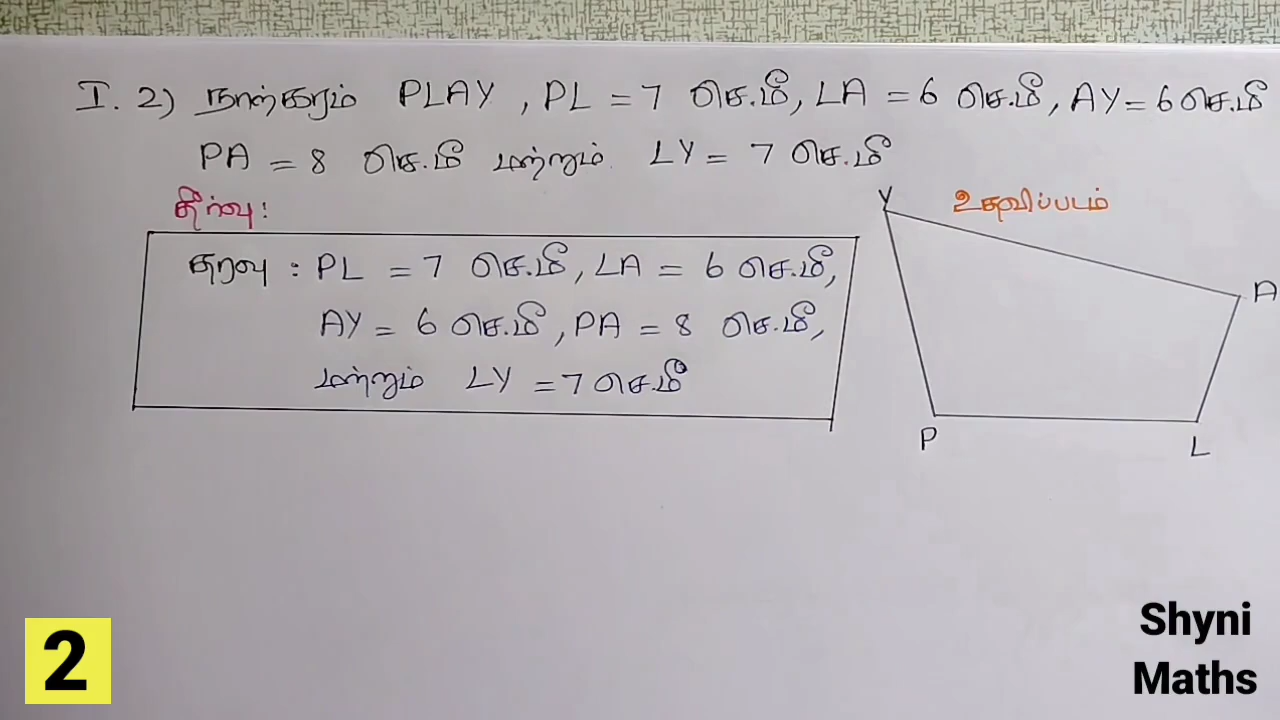 I. 2) நாற்கரம் PLAY, PL = 7 செ.மீ, LA = 6 செ.மீ, AY = 6 செ.மீ
PA = 8 செ.மீ மற்றும் LY = 7 செ.மீ
தீர்வு :
உதவிப்படம்
தரவு : PL = 7 செ.மீ, LA = 6 செ.மீ,
AY = 6 செ.மீ, PA = 8 செ.மீ,
மற்றும் LY = 7 செ.மீ
Y
A
P
L
2
Shyni
Maths